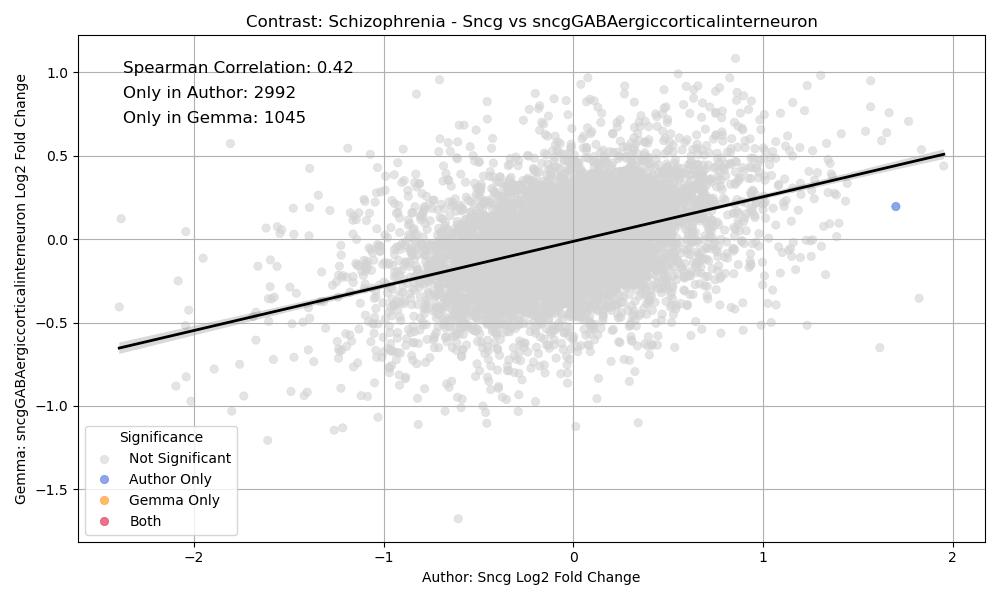 Contrast: Schizophrenia - Sncg vs sncgGABAergiccorticalinterneuron
Gemma: sncgGABAergiccorticalinterneuron Log2 Fold Change
1.0
0.5
0.0
−0.5
−1.0
−1.5
Spearman Correlation: 0.42
Only in Author: 2992
Only in Gemma: 1045
Significance
Not Significant
Author Only
Gemma Only
Both
−2
−1
0
1
2
Author: Sncg Log2 Fold Change